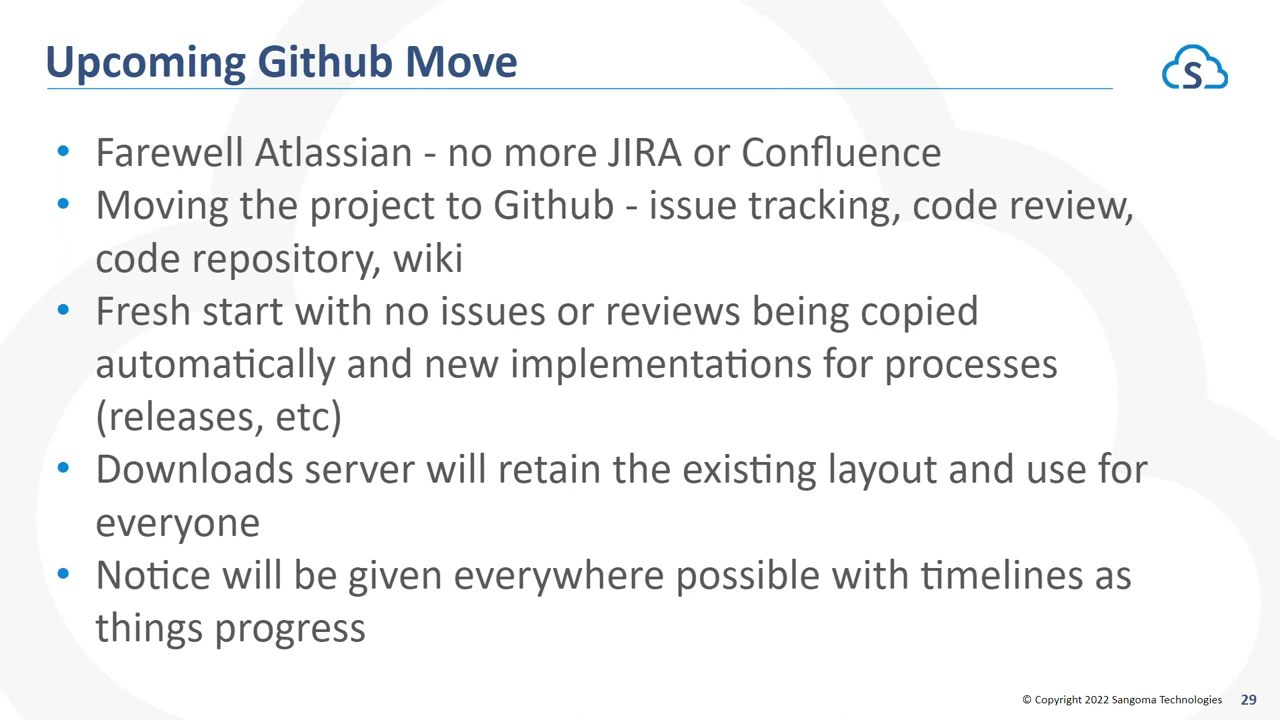 Upcoming Github Move
S
• Farewell Atlassian - no more JIRA or Confluence
• Moving the project to Github - issue tracking, code review,
code repository, wiki
• Fresh start with no issues or reviews being copied
automatically and new implementations for processes
(releases, etc)
• Downloads server will retain the existing layout and use for
everyone
• Notice will be given everywhere possible with timelines as
things progress
© Copyright 2022 Sangoma Technologies 29